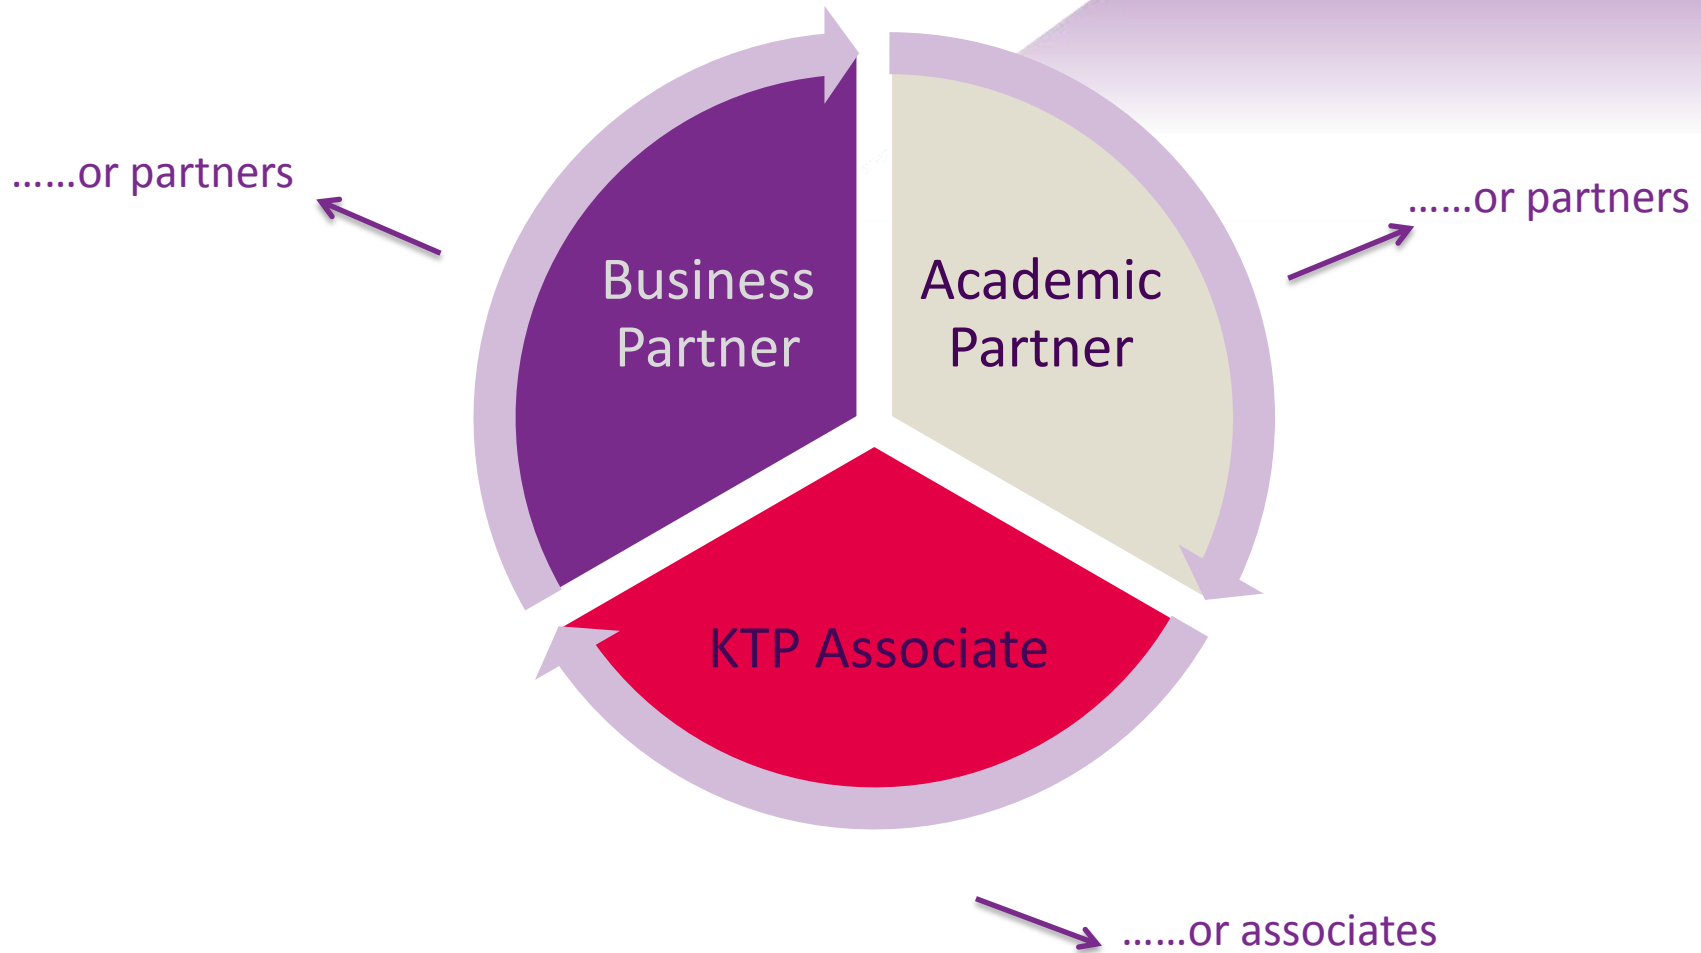 ……or partners
……or partners
Business
Partner
Academic
Partner
KTP Associate
……or associates